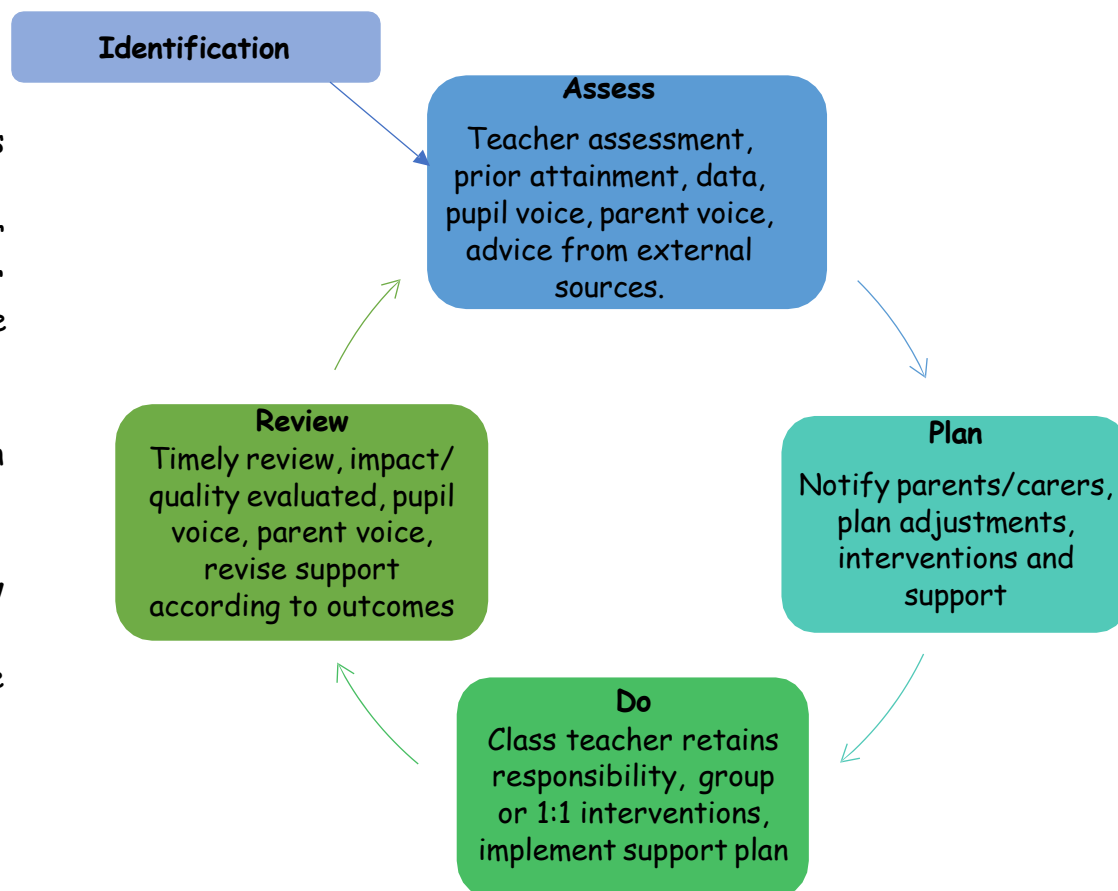 Identification
Assess
Teacher assessment,
prior attainment, data,
pupil voice, parent voice,
advice from external
sources.
Review
Timely review, impact/
quality evaluated, pupil
voice, parent voice,
revise support
according to outcomes
Plan
Notify parents/carers,
plan adjustments,
interventions and
support
Do
Class teacher retains
responsibility, group
or 1:1 interventions,
implement support plan